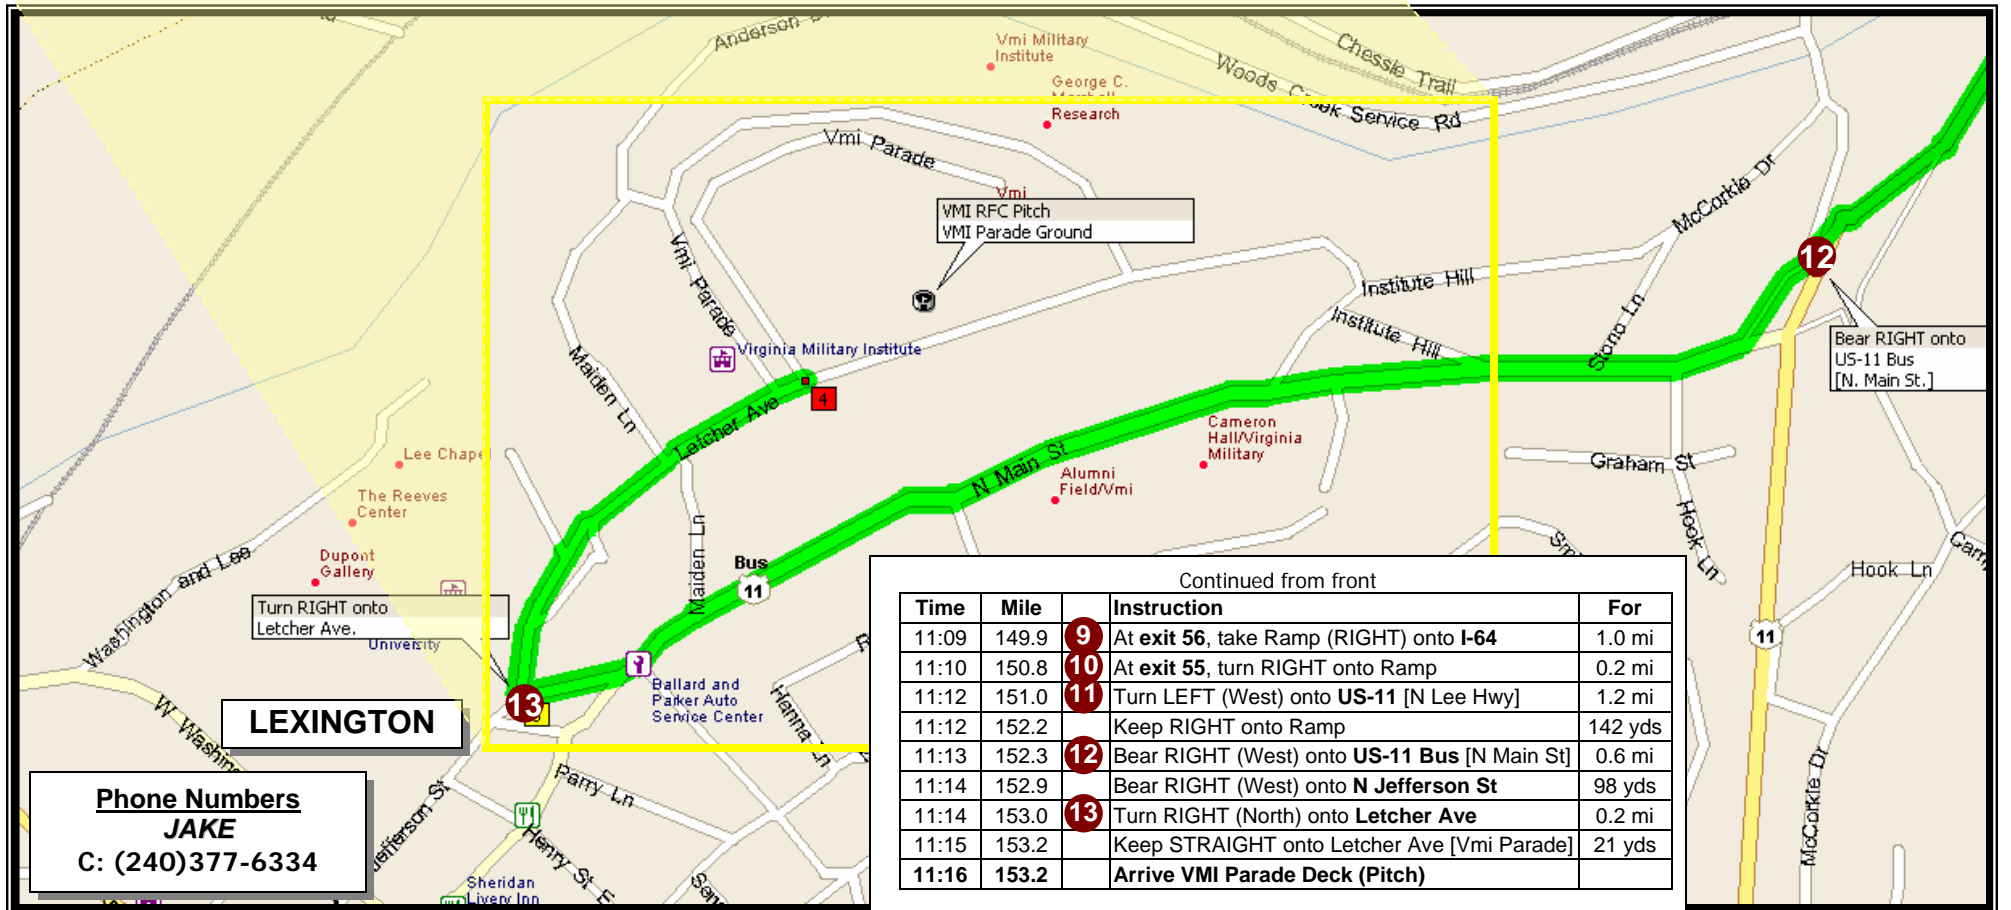 Anderson
Vmi Military
Institute
George C.
Marshall
Research
Chessie Trail
Woods Creek Service Rd
Vmi Parade
Vmi
VMI RFC Pitch
VMI Parade Ground
McCorkle Dr
12
Vmi Parade
Institute Hill
Institute Hill
Stono Ln
Bear RIGHT onto
US-11 Bus
[N. Main St.]
Virginia Military Institute
Maiden Ln
4
Letcher Ave
Lee Chapel
Cameron
Hall/Virginia
Military
N Main St
Alumni
Field/Vmi
Graham St
The Reeves
Center
Hook Ln
Dupont
Gallery
Maiden Ln
Bus
11
Washington and Lee
Turn RIGHT onto
Letcher Ave.
University
Hook Ln
11
13
Ballard and
Parker Auto
Service Center
Henna Ln
W Washing
LEXINGTON
Parry Ln
Jefferson St
Henry St E
McCorkle Dr
Sheridan
Livery Inn
Phone Numbers
JAKE
C: (240)377-6334
Continued from front
Time Mile Instruction For
11:09 149.9 9 At exit 56, take Ramp (RIGHT) onto I-64 1.0 mi
11:10 150.8 10 At exit 55, turn RIGHT onto Ramp 0.2 mi
11:12 151.0 11 Turn LEFT (West) onto US-11 [N Lee Hwy] 1.2 mi
11:12 152.2 Keep RIGHT onto Ramp 142 yds
11:13 152.3 12 Bear RIGHT (West) onto US-11 Bus [N Main St] 0.6 mi
11:14 152.9 Bear RIGHT (West) onto N Jefferson St 98 yds
11:14 153.0 13 Turn RIGHT (North) onto Letcher Ave 0.2 mi
11:15 153.2 Keep STRAIGHT onto Letcher Ave [Vmi Parade] 21 yds
11:16 153.2 Arrive VMI Parade Deck (Pitch)